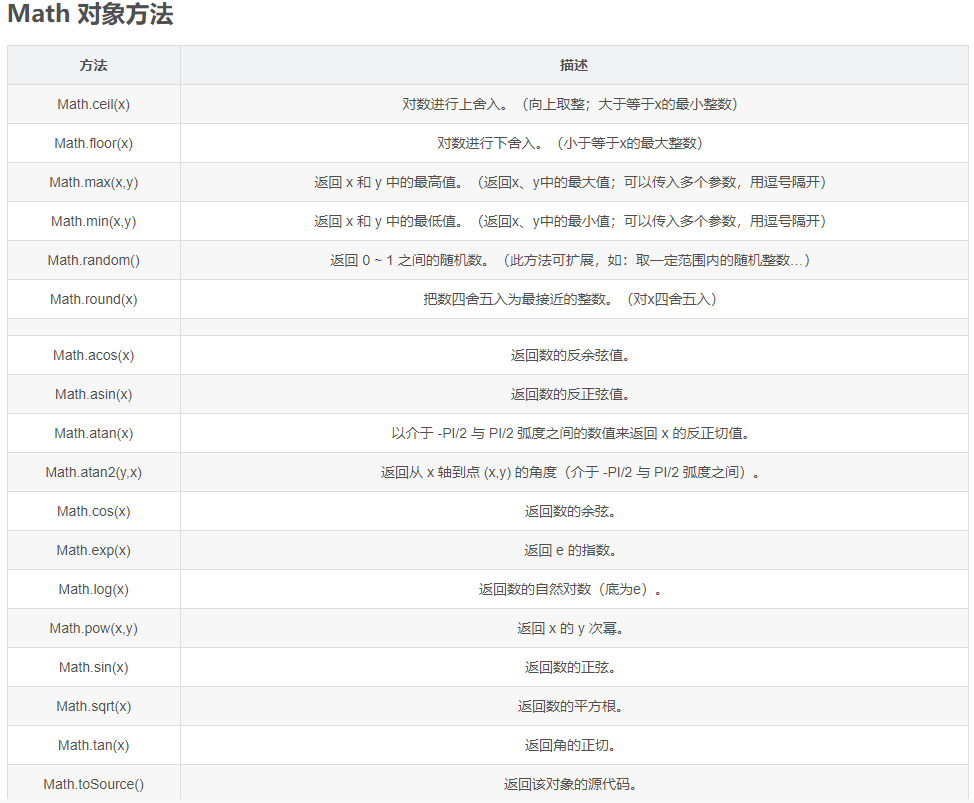 Math 对象方法
方法 描述
Math.ceil(x) 对数进行上舍入。（向上取整；大于等于x的最小整数）
Math.floor(x) 对数进行下舍入。（小于等于x的最大整数）
Math.max(x,y) 返回 x 和 y 中的最高值。（返回x、y中的最大值；可以传入多个参数，用逗号隔开）
Math.min(x,y) 返回 x 和 y 中的最低值。（返回x、y中的最小值；可以传入多个参数，用逗号隔开）
Math.random() 返回 0 ~ 1 之间的随机数。（此方法可扩展，如：取一定范围内的随机整数...）
Math.round(x) 把数四舍五入为最接近的整数。（对x四舍五入）
Math.acos(x) 返回数的反余弦值。
Math.asin(x) 返回数的反正弦值。
Math.atan(x) 以介于 -PI/2 与 PI/2 弧度之间的数值来返回 x 的反正切值。
Math.atan2(y,x) 返回从 x 轴到点 (x,y) 的角度（介于 -PI/2 与 PI/2 弧度之间）。
Math.cos(x) 返回数的余弦。
Math.exp(x) 返回 e 的指数。
Math.log(x) 返回数的自然对数（底为e）。
Math.pow(x,y) 返回 x 的 y 次幂。
Math.sin(x) 返回数的正弦。
Math.sqrt(x) 返回数的平方根。
Math.tan(x) 返回角的正切。
Math.toSource() 返回该对象的源代码。